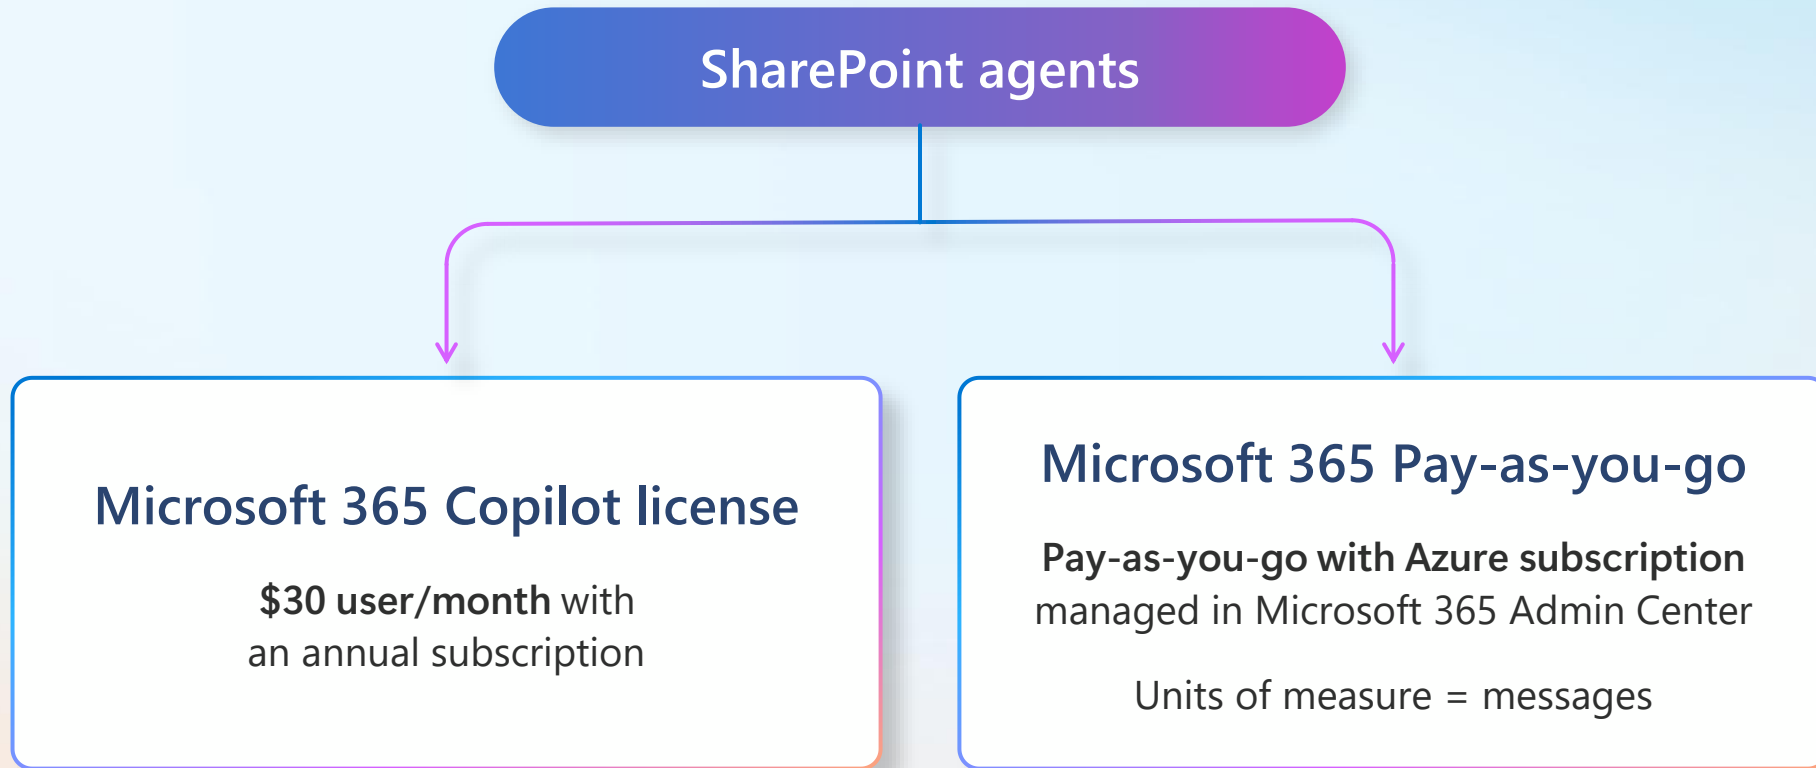 SharePoint agents
Microsoft 365 Copilot license
$30 user/month with
an annual subscription
Microsoft 365 Pay-as-you-go
Pay-as-you-go with Azure subscription
managed in Microsoft 365 Admin Center
Units of measure = messages